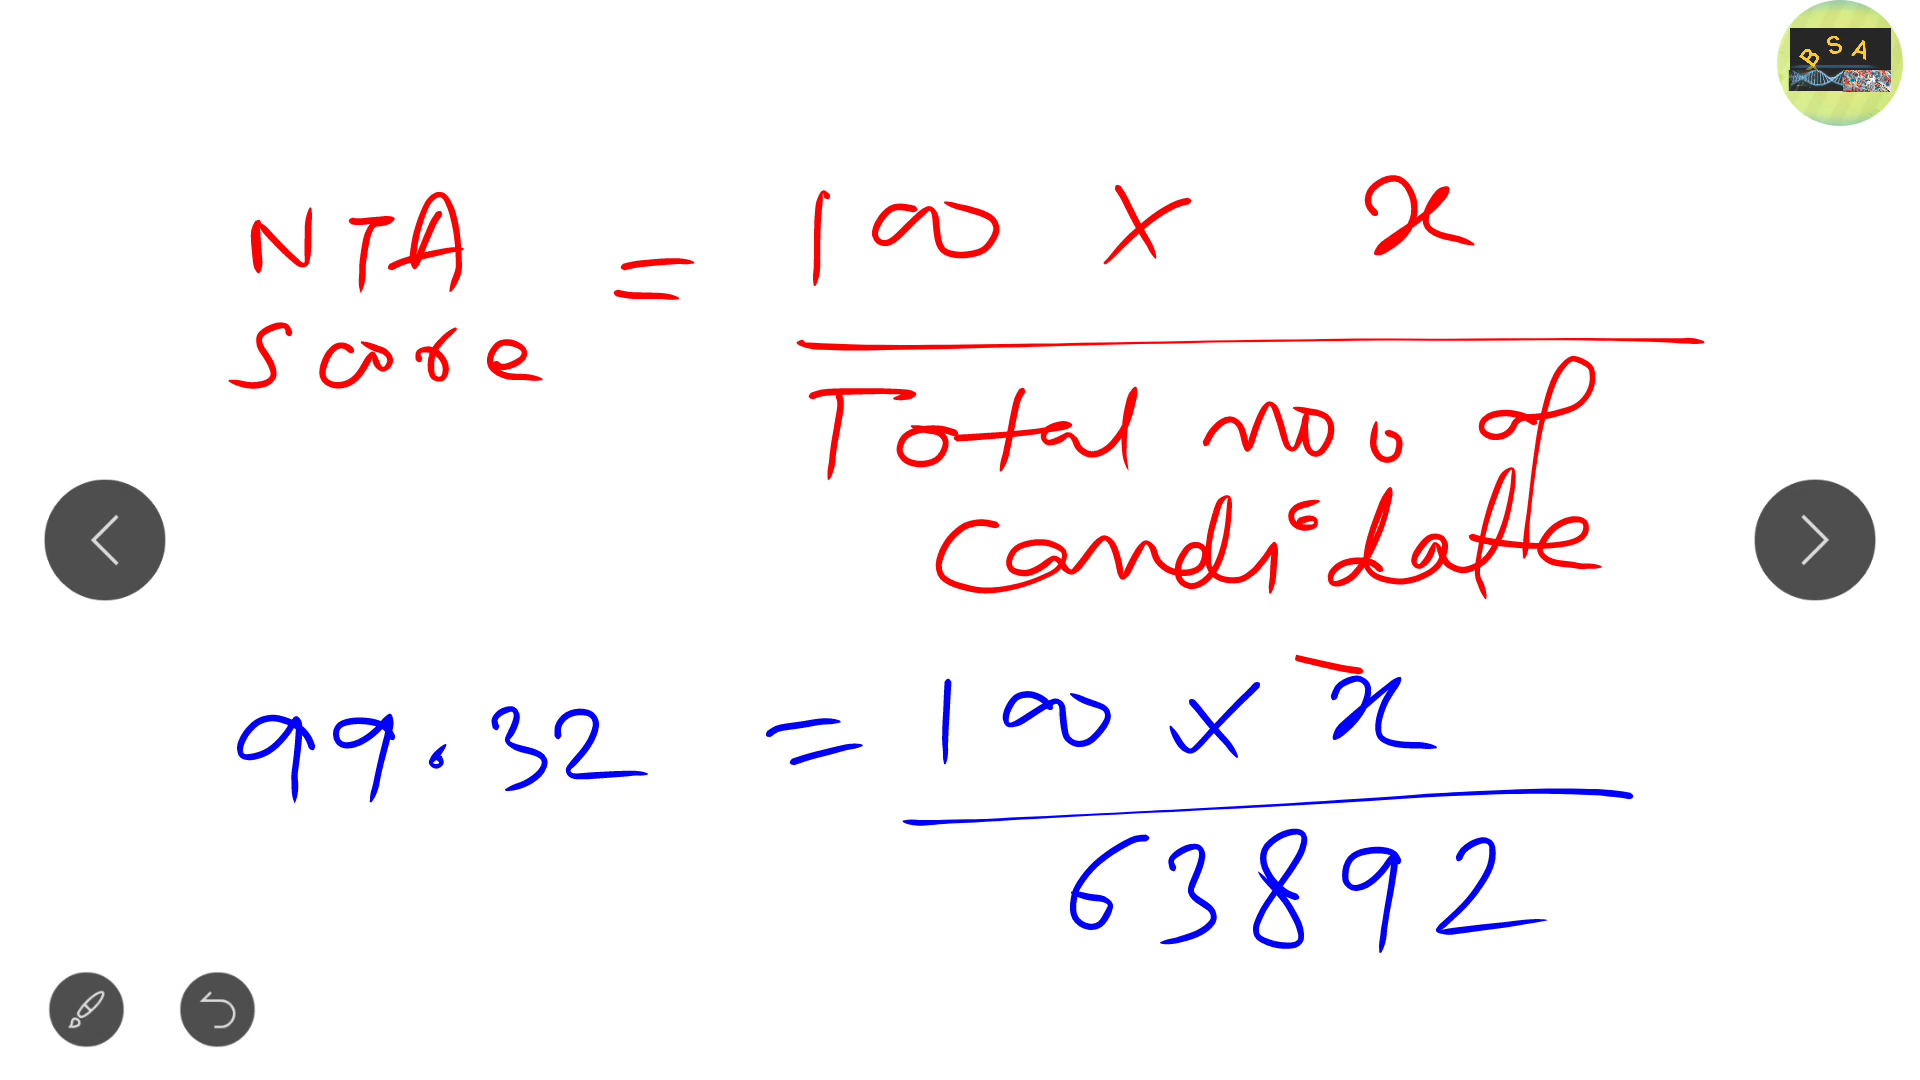 BSA
NTA Score = 100 × x
Total no. of
candidate
99.32 = 100 × x
63892